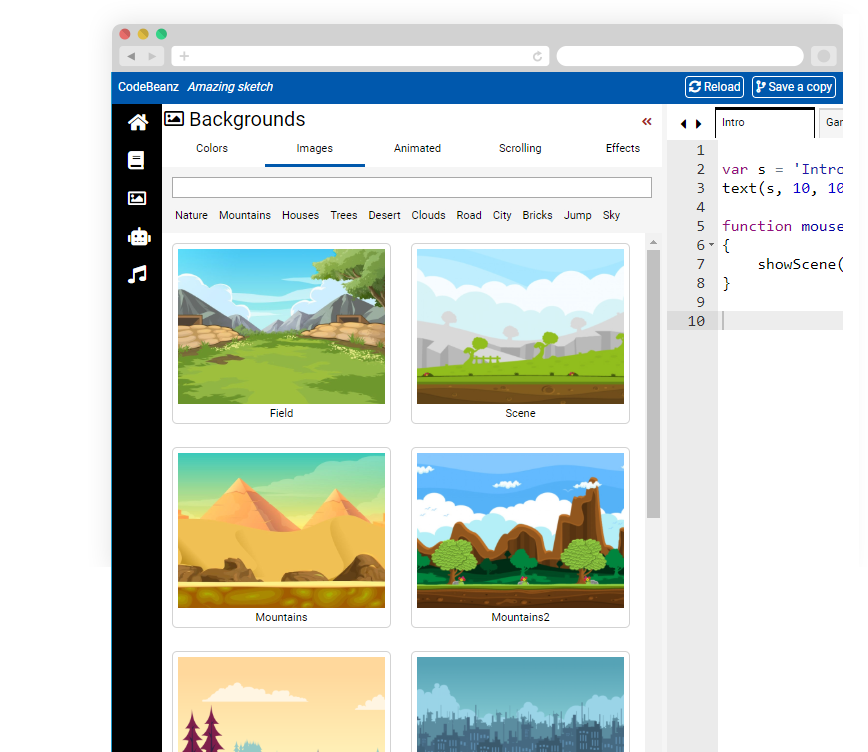 CodeBeanz Amazing sketch Reload Save a copy
Backgrounds «
Colors Images Animated Scrolling Effects
Nature Mountains Houses Trees Desert Clouds Road City Bricks Jump Sky
Field Scene
Mountains Mountains2
Intro Gar
1
2 var s = 'Intro
3 text(s, 10, 10
4
5 function mouse
6 {
7 showScene(
8 }
9
10